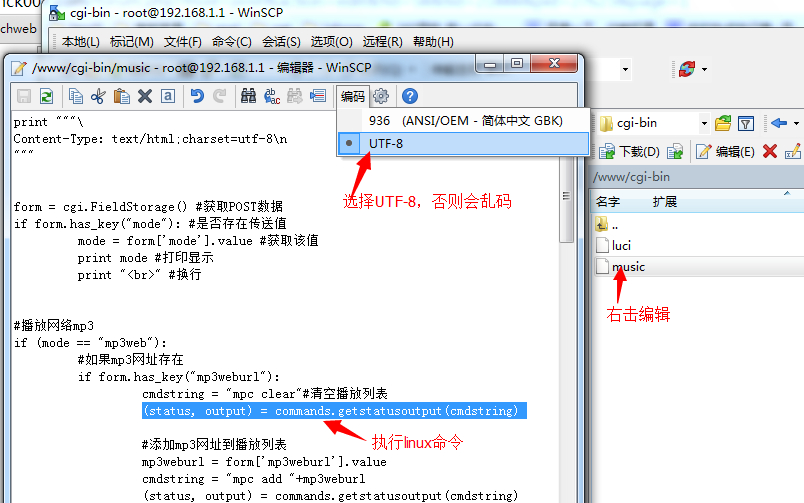 cgi-bin - root@192.168.1.1 - WinSCP
chweb
本地(L) 标记(M) 文件(F) 命令(C) 会话(S) 选项(O) 远程(R) 帮助(H)
/www/cgi-bin/music - root@192.168.1.1 - 编辑器 - WinSCP
编码
936 (ANSI/OEM - 简体中文 GBK)
UTF-8
选择UTF-8，否则会乱码
print """\
Content-Type: text/html;charset=utf-8\n
"""
form = cgi.FieldStorage() #获取POST数据
if form.has_key("mode"): #是否存在传送值
mode = form['mode'].value #获取该值
print mode #打印显示
print "<br>" #换行
#播放网络mp3
if (mode == "mp3web"):
#如果mp3网址存在
if form.has_key("mp3weburl"):
cmdstring = "mpc clear"#清空播放列表
(status, output) = commands.getstatusoutput(cmdstring)
执行linux命令
#添加mp3网址到播放列表
mp3weburl = form['mp3weburl'].value
cmdstring = "mpc add "+mp3weburl
(status, output) = commands.getstatusoutput(cmdstring)
cgi-bin
下载(D) 编辑(E)
/www/cgi-bin
名字 扩展
..
luci
music
右击编辑